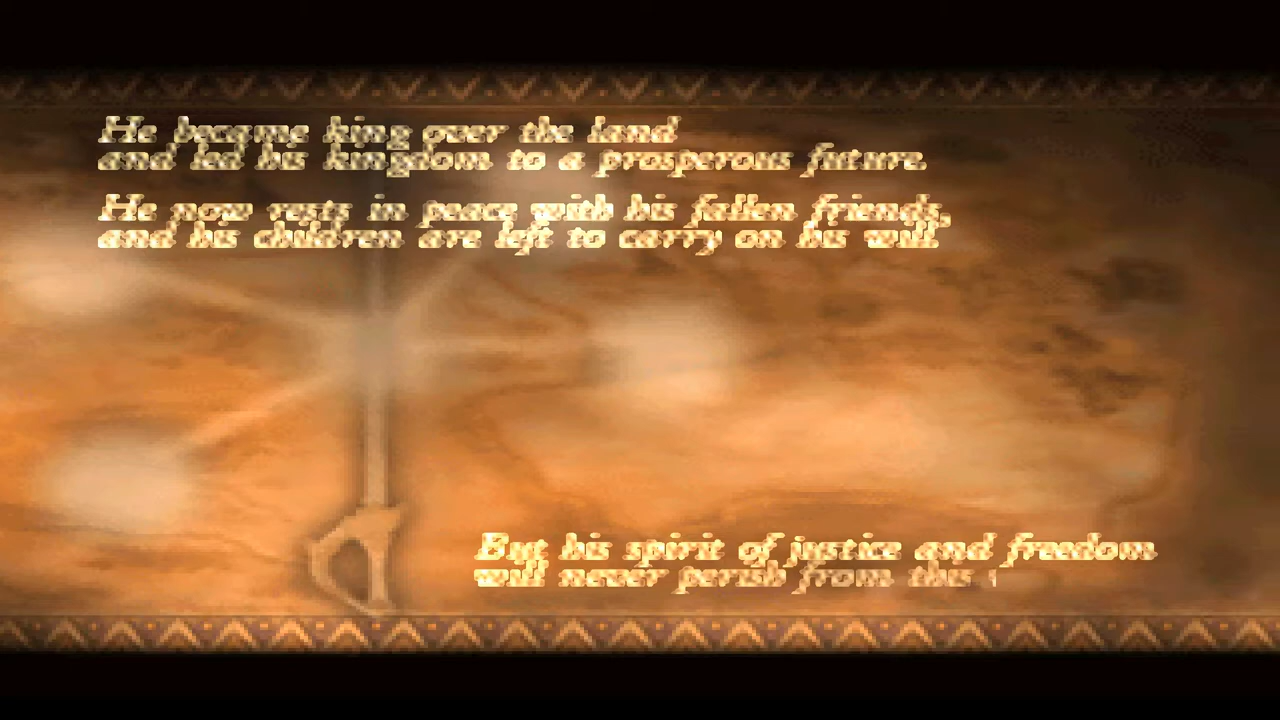 He became king over the land
and led his kingdom to a prosperous future.
He now rests in peace with his fallen friends,
and his children are left to carry on his will.
But his spirit of justice and freedom
will never perish from this